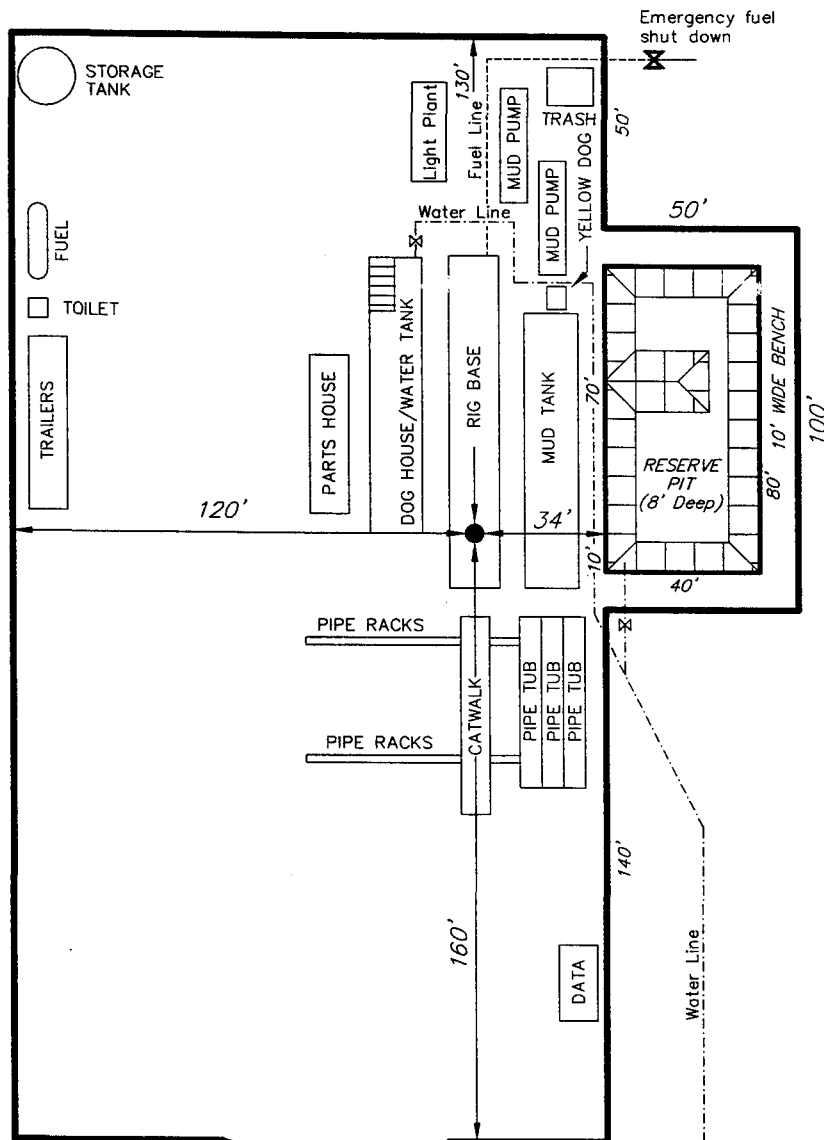 Emergency fuel
shut down
STORAGE
TANK
130'
Light Plant
Fuel Line
MUD PUMP
TRASH
50'
MUD PUMP
YELLOW DOG
Water Line
50'
FUEL
TOILET
TRAILERS
PARTS HOUSE
DOG HOUSE/WATER TANK
RIG BASE
MUD TANK
70'
10' WIDE BENCH
100'
80'
RESERVE
PIT
(8' Deep)
120'
34'
10'
40'
PIPE RACKS
CATWALK
PIPE TUB
PIPE TUB
PIPE TUB
PIPE RACKS
140'
160'
DATA
Water Line